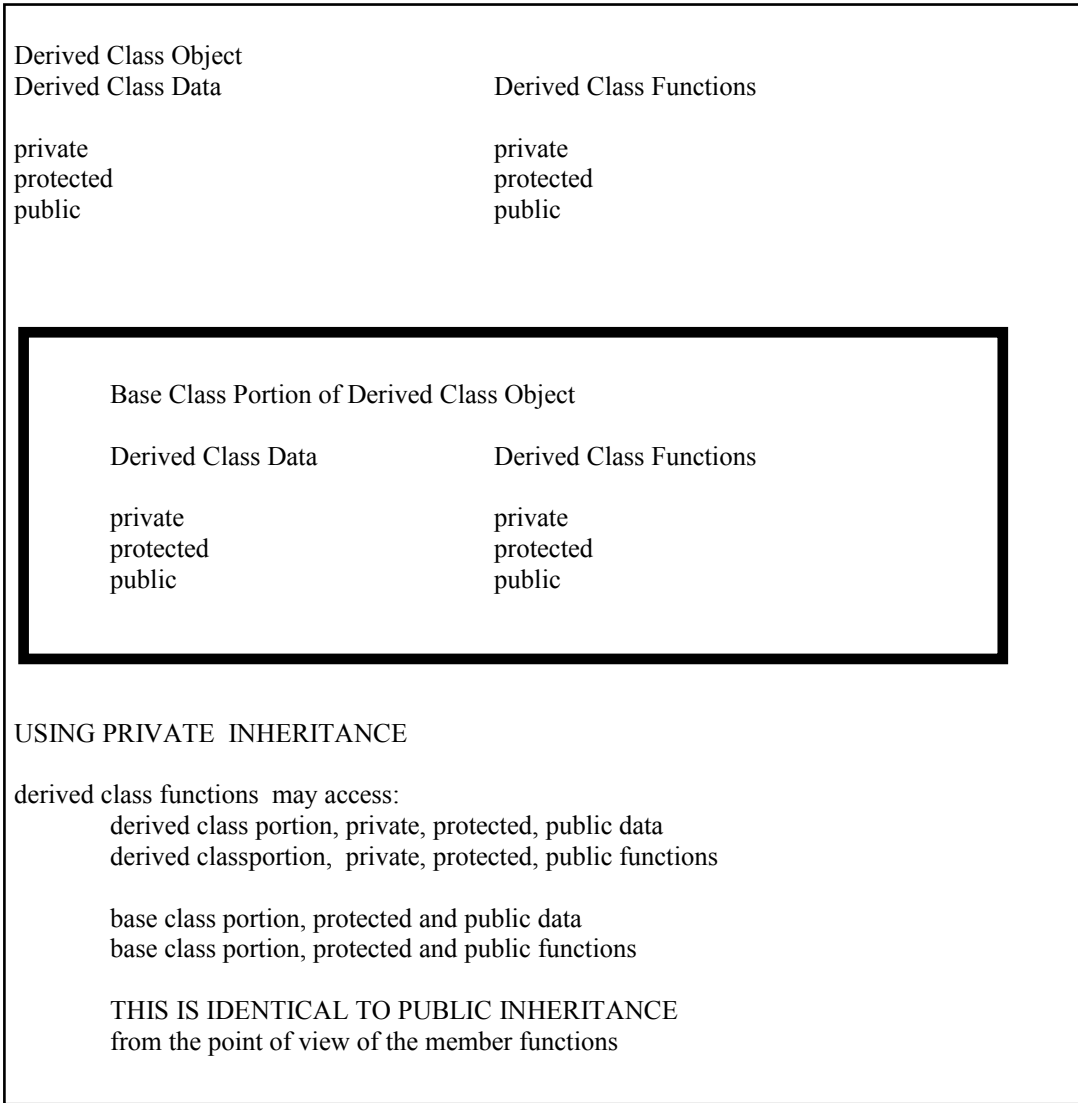 Derived Class Object
Derived Class Data Derived Class Functions
private private
protected protected
public public
Base Class Portion of Derived Class Object
Derived Class Data Derived Class Functions
private private
protected protected
public public
USING PRIVATE INHERITANCE
derived class functions may access:
derived class portion, private, protected, public data
derived classportion, private, protected, public functions
base class portion, protected and public data
base class portion, protected and public functions
THIS IS IDENTICAL TO PUBLIC INHERITANCE
from the point of view of the member functions